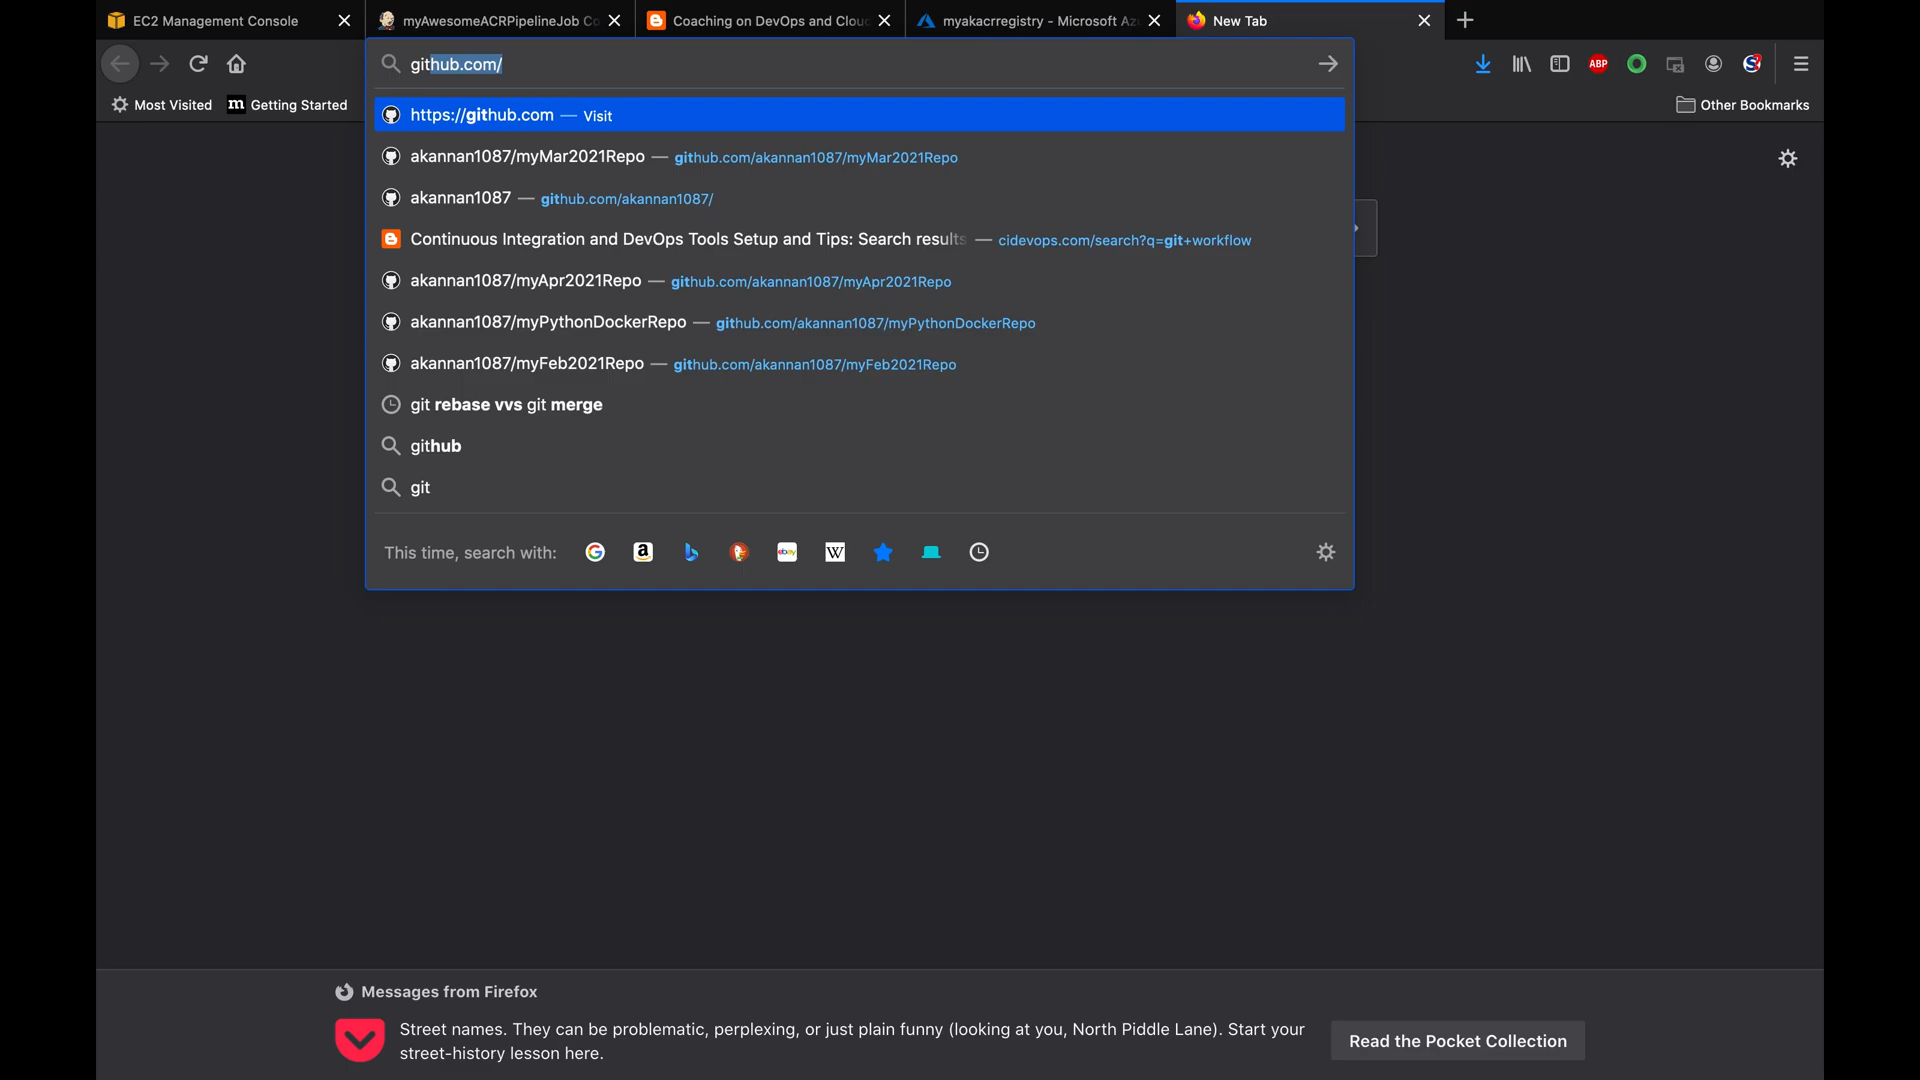 EC2 Management Console
myAwesomeACRPipelineJob Co
Coaching on DevOps and Clou
myakacrregistry - Microsoft Az
New Tab
github.com/
Most Visited
Getting Started
Other Bookmarks
https://github.com — Visit
akannan1087/myMar2021Repo — github.com/akannan1087/myMar2021Repo
akannan1087 — github.com/akannan1087/
Continuous Integration and DevOps Tools Setup and Tips: Search results — cidevops.com/search?q=git+workflow
akannan1087/myApr2021Repo — github.com/akannan1087/myApr2021Repo
akannan1087/myPythonDockerRepo — github.com/akannan1087/myPythonDockerRepo
akannan1087/myFeb2021Repo — github.com/akannan1087/myFeb2021Repo
git rebase vvs git merge
github
git
This time, search with:
Messages from Firefox
Street names. They can be problematic, perplexing, or just plain funny (looking at you, North Piddle Lane). Start your
street-history lesson here.
Read the Pocket Collection